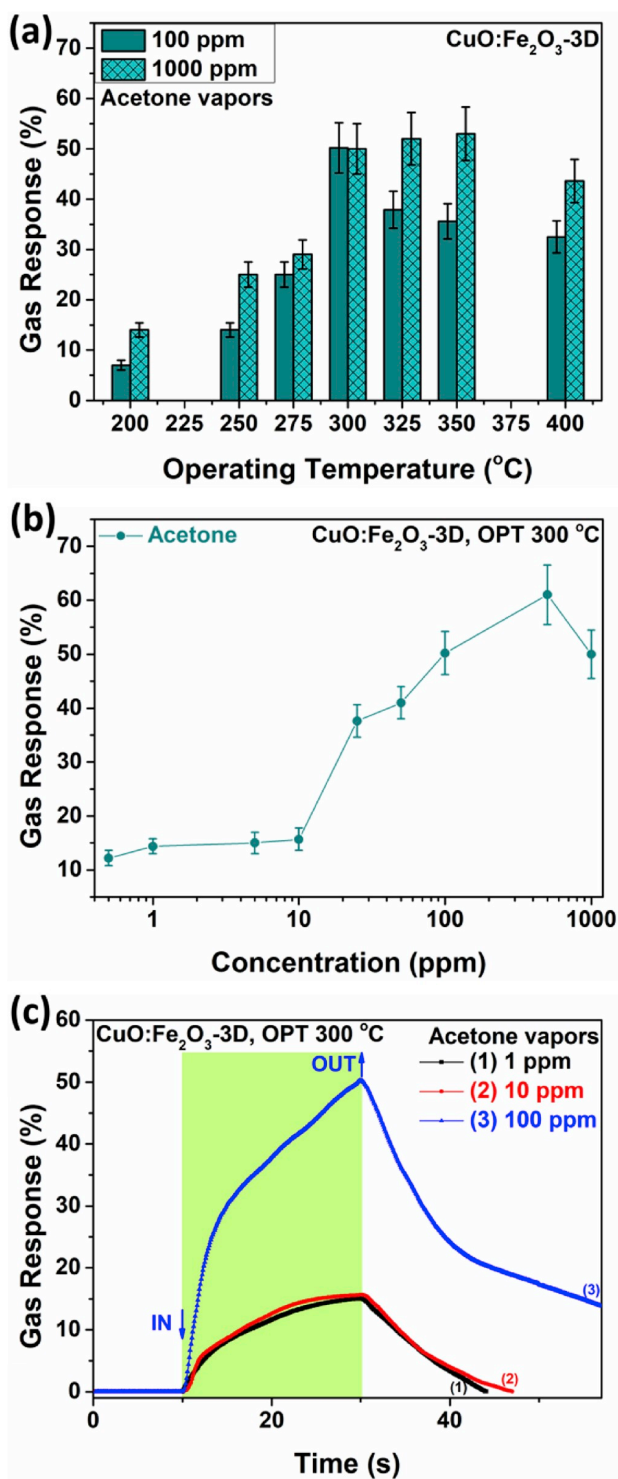 (a)
100 ppm
1000 ppm
Acetone vapors
CuO:Fe₂O₃-3D
75
70
60
50
40
30
20
10
0
Gas Response (%)
200 225 250 275 300 325 350 375 400
Operating Temperature (°C)
(b)
Acetone
CuO:Fe₂O₃-3D, OPT 300 °C
70
60
50
40
30
20
10
Gas Response (%)
1 10 100 1000
Concentration (ppm)
(c)
CuO:Fe₂O₃-3D, OPT 300 °C
Acetone vapors
(1) 1 ppm
(2) 10 ppm
(3) 100 ppm
OUT
IN
(1)
(2)
(3)
60
50
40
30
20
10
0
Gas Response (%)
0 20 40
Time (s)